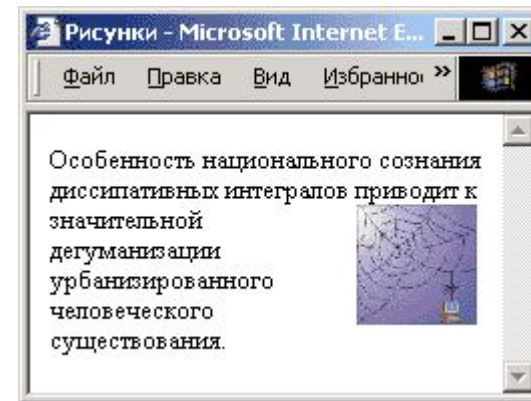 Рисунки - Microsoft Internet E...
Файл Правка Вид Избранно »
Особенность национального сознания
диссипативных интегралов приводит к
значительной
дегуманизации
урбанизированного
человеческого
существования.